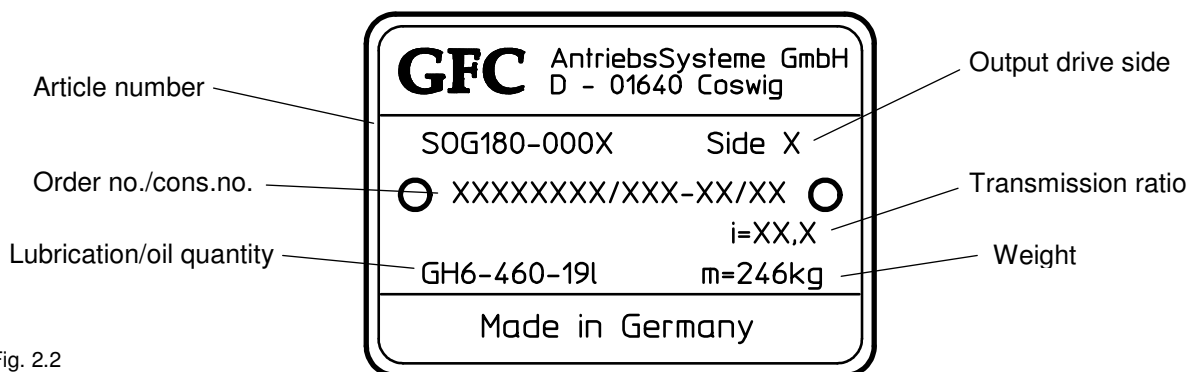 GFC AntriebsSysteme GmbH
D - 01640 Coswig
Output drive side
Article number
SOG180-000X Side X
Order no./cons.no.
XXXXXXXX/XXX-XX/XX
Transmission ratio
i=XX,X
Lubrication/oil quantity
GH6-460-19l m=246kg
Weight
Made in Germany
Fig. 2.2